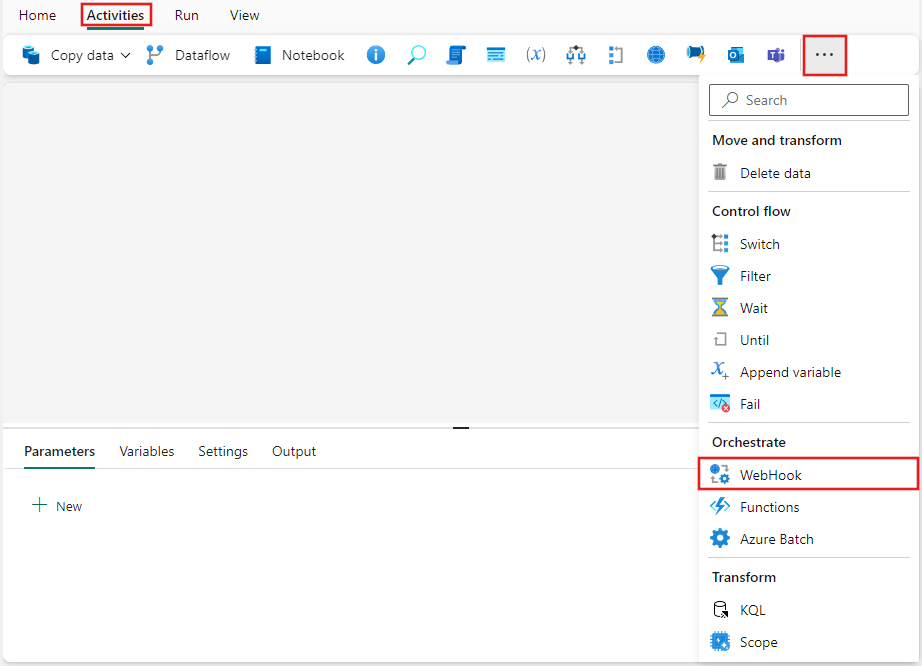 Home Activities Run View
Copy data Dataflow Notebook (x) ...
Search
Move and transform
Delete data
Control flow
Switch
Filter
Wait
Until
Append variable
Fail
Parameters Variables Settings Output
New
Orchestrate
WebHook
Functions
Azure Batch
Transform
KQL
Scope